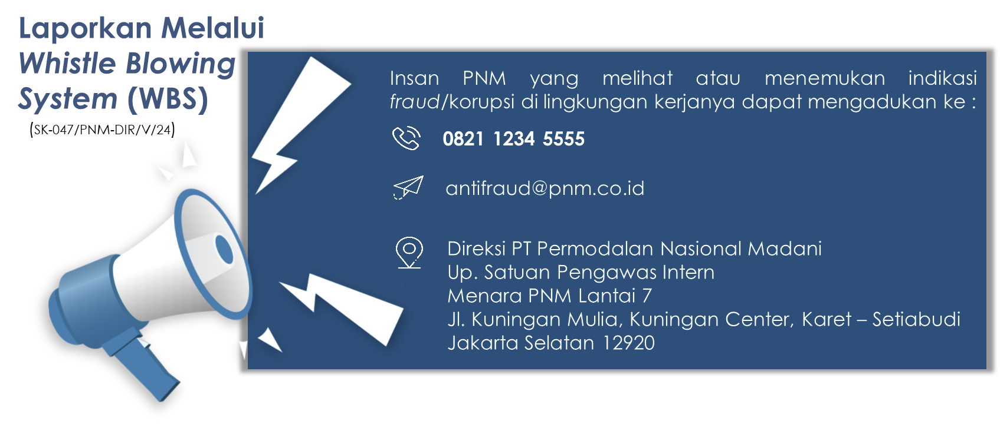 Laporkan Melalui
Whistle Blowing
System (WBS)
(SK-047/PNM-DIR/V/24)
Insan PNM yang melihat atau menemukan indikasi
fraud/korupsi di lingkungan kerjanya dapat mengadukan ke :
0821 1234 5555
antifraud@pnm.co.id
Direksi PT Permodalan Nasional Madani
Up. Satuan Pengawas Intern
Menara PNM Lantai 7
Jl. Kuningan Mulia, Kuningan Center, Karet – Setiabudi
Jakarta Selatan 12920